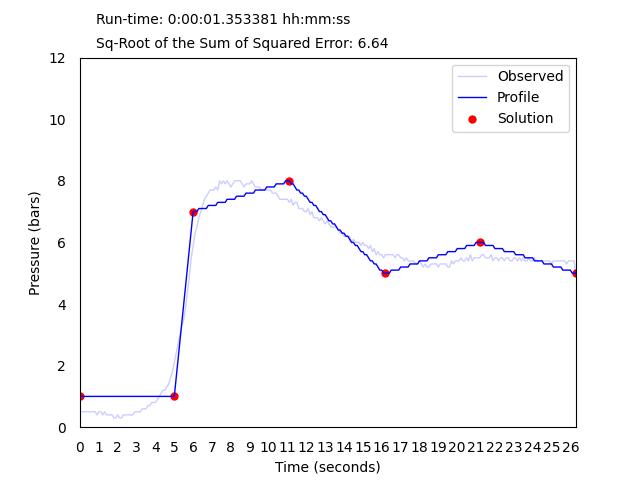 Run-time: 0:00:01.353381 hh:mm:ss
Sq-Root of the Sum of Squared Error: 6.64
12
10
8
6
4
2
0
Pressure (bars)
Observed
Profile
Solution
0 1 2 3 4 5 6 7 8 9 10 11 12 13 14 15 16 17 18 19 20 21 22 23 24 25 26
Time (seconds)